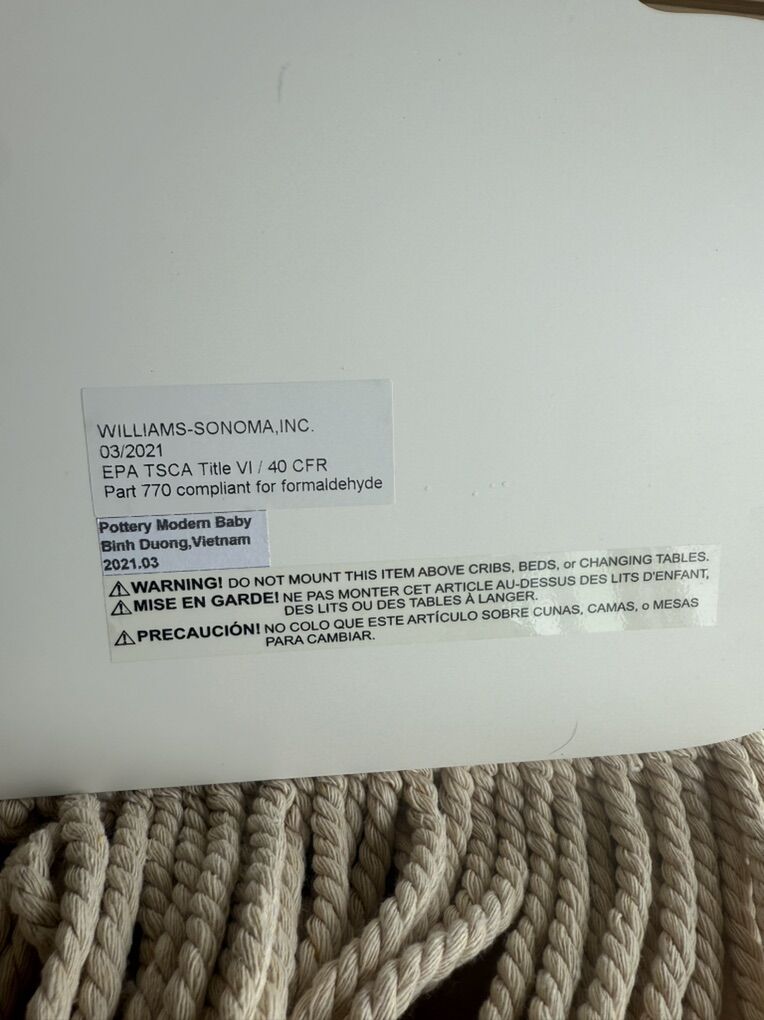 WILLIAMS-SONOMA,INC.
03/2021
EPA TSCA Title VI / 40 CFR
Part 770 compliant for formaldehyde
Pottery Modern Baby
Binh Duong,Vietnam
2021.03
WARNING! DO NOT MOUNT THIS ITEM ABOVE CRIBS, BEDS, or CHANGING TABLES.
MISE EN GARDE! NE PAS MONTER CET ARTICLE AU-DESSUS DES LITS D'ENFANT,
DES LITS OU DES TABLES À LANGER.
PRECAUCIÓN! NO COLO QUE ESTE ARTÍCULO SOBRE CUNAS, CAMAS, o MESAS
PARA CAMBIAR.